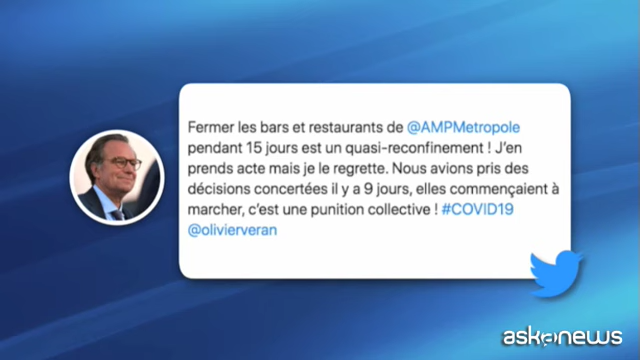 Fermer les bars et restaurants de @AMPMetropole
pendant 15 jours est un quasi-reconfinement ! J'en
prends acte mais je le regrette. Nous avions pris des
décisions concertées il y a 9 jours, elles commençaient à
marcher, c'est une punition collective ! #COVID19
@olivierveran
askanews